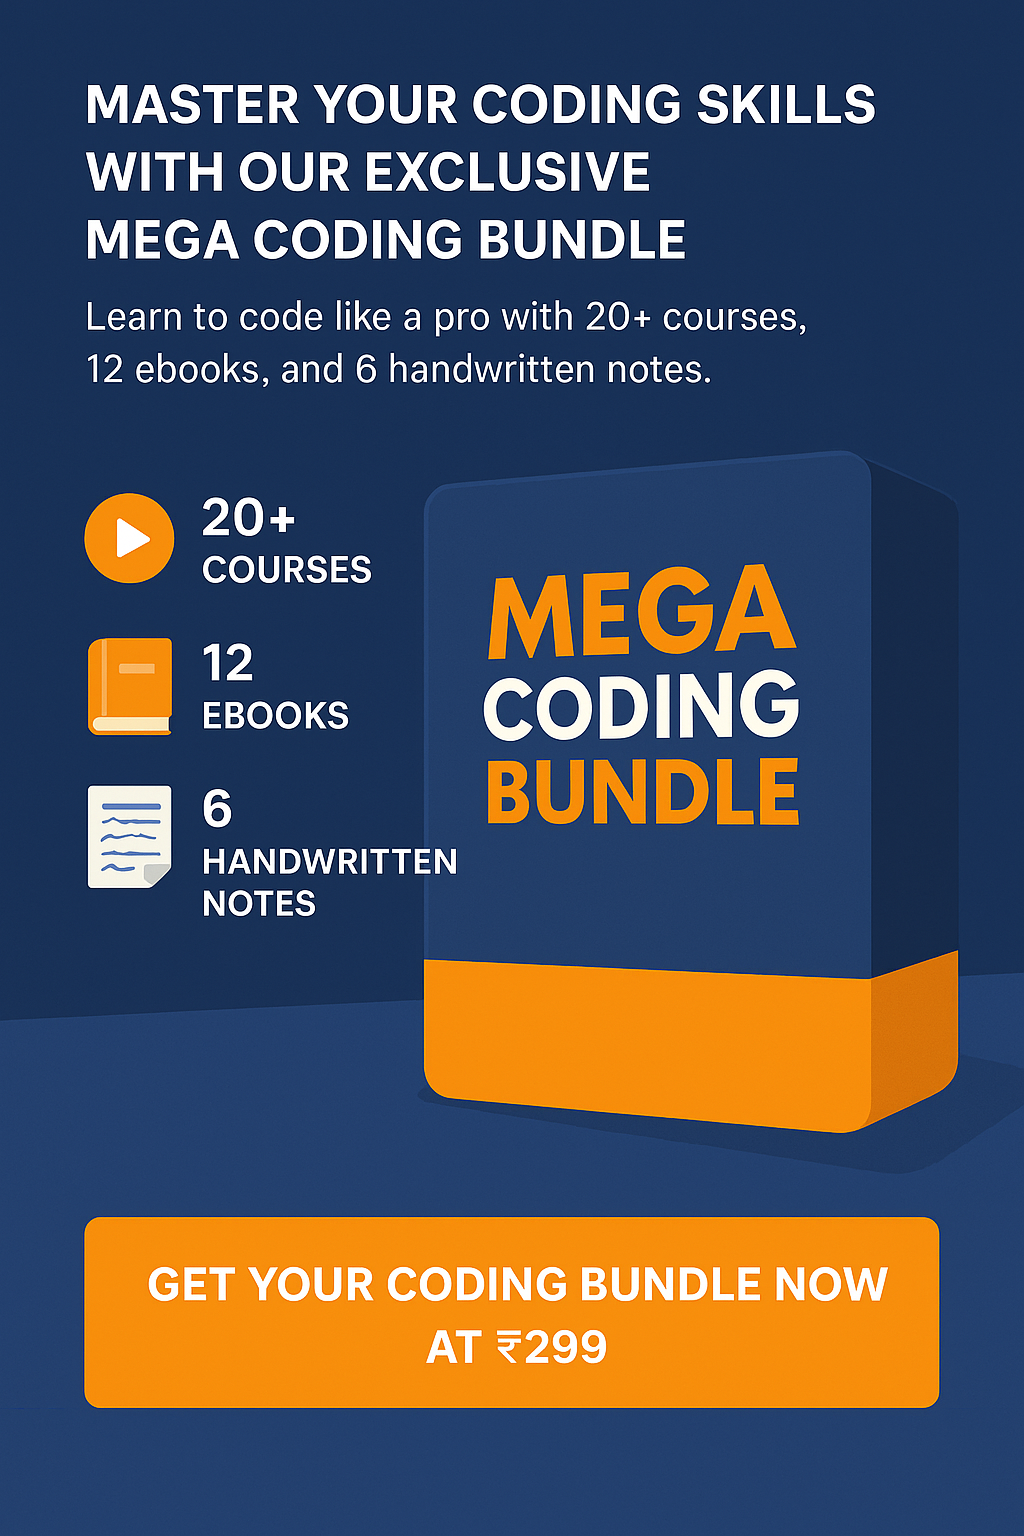 MASTER YOUR CODING SKILLS
WITH OUR EXCLUSIVE
MEGA CODING BUNDLE
Learn to code like a pro with 20+ courses,
12 ebooks, and 6 handwritten notes.
20+
COURSES
12
EBOOKS
6
HANDWRITTEN
NOTES
MEGA
CODING
BUNDLE
GET YOUR CODING BUNDLE NOW
AT ₹299